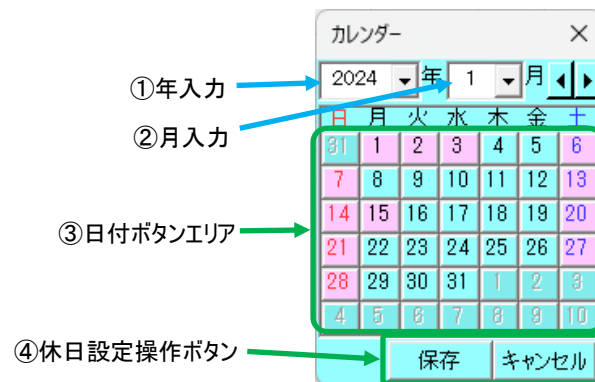 カレンダー ×
①年入力
2024 年 1 月
②月入力
日 月 火 水 木 金 土
31 1 2 3 4 5 6
7 8 9 10 11 12 13
14 15 16 17 18 19 20
③日付ボタンエリア
21 22 23 24 25 26 27
28 29 30 31 1 2 3
4 5 6 7 8 9 10
④休日設定操作ボタン
保存 キャンセル